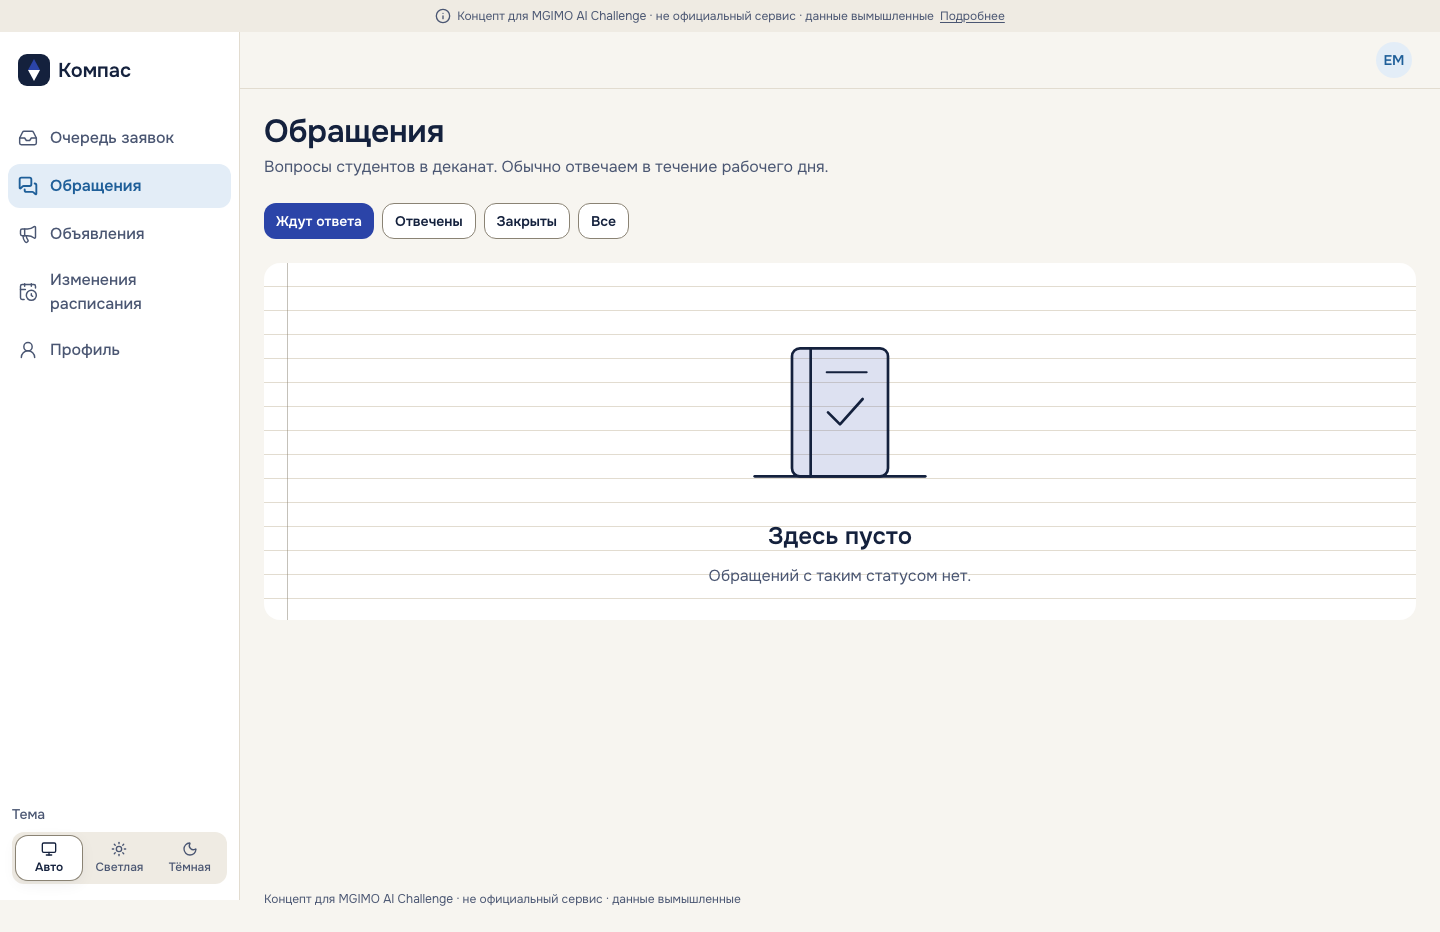 Концепт для MGIMO AI Challenge · не официальный сервис · данные вымышленные Подробнее
Компас
EM
Очередь заявок
Обращения
Объявления
Изменения
расписания
Профиль
Обращения
Вопросы студентов в деканат. Обычно отвечаем в течение рабочего дня.
Ждут ответа Отвечены Закрыты Все
Здесь пусто
Обращений с таким статусом нет.
Тема
Авто Светлая Тёмная
Концепт для MGIMO AI Challenge · не официальный сервис · данные вымышленные